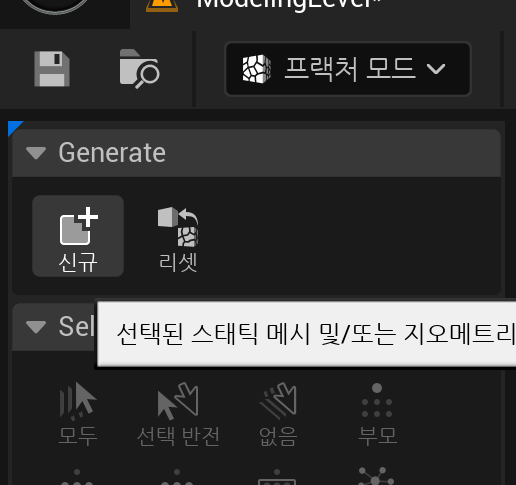 ModelingLevel*
프랙처 모드
Generate
신규
리셋
Sel
선택된 스태틱 메시 및/또는 지오메트리
모두
선택 반전
없음
부모